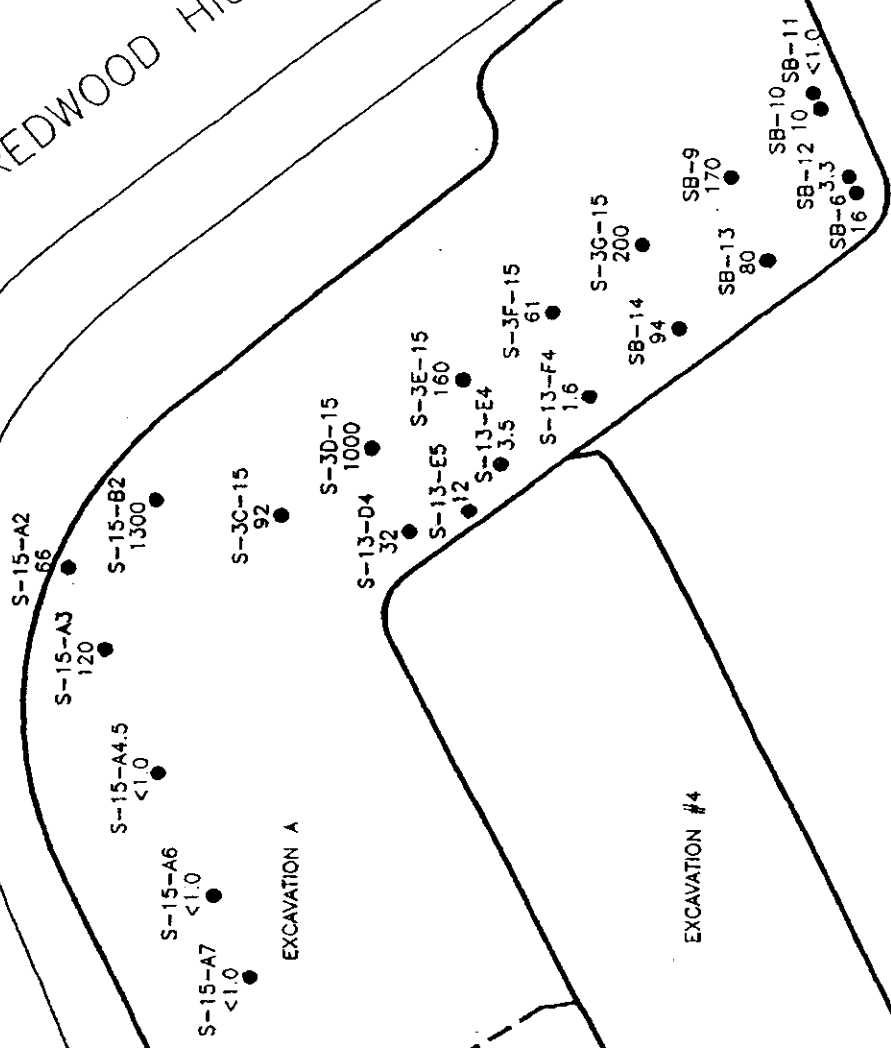 REDWOOD
S-15-A2
66
S-15-B2
1300
S-15-A3
120
S-15-A4.5
<1.0
S-15-A6
<1.0
S-15-A7
<1.0
EXCAVATION A
S-3C-15
92
S-3D-15
1000
S-13-D4
32
S-3E-15
160
S-13-E5
12
S-13-E4
3.5
S-3F-15
61
S-13-F4
1.6
S-3G-15
200
SB-14
94
SB-9
170
SB-13
80
SB-10
10
SB-11
<1.0
SB-12
3.3
SB-6
16
EXCAVATION #4